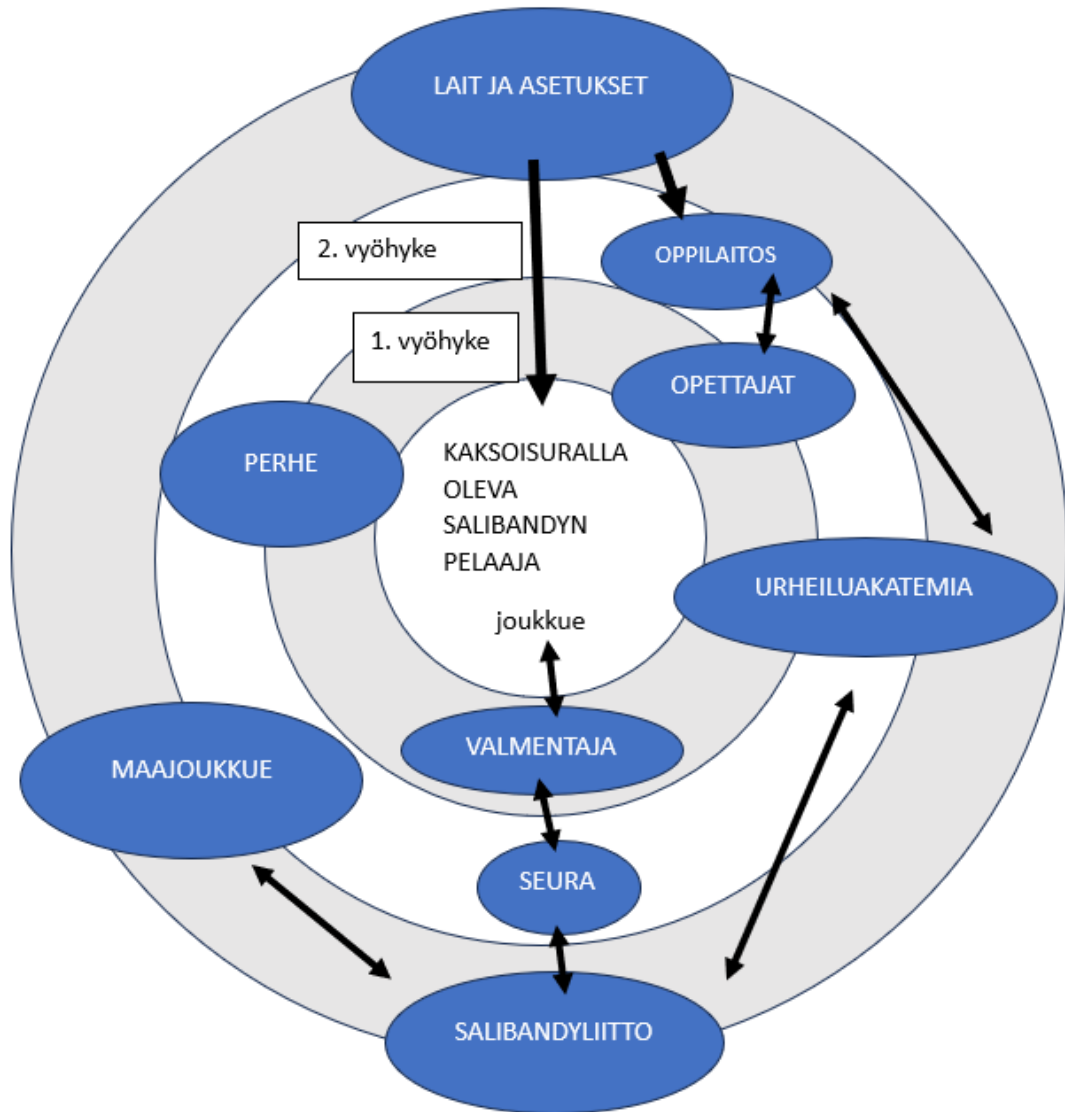 LAIT JA ASETUKSET
2. vyöhyke
OPPILAITOS
1. vyöhyke
OPETTAJAT
PERHE
KAKSOISURALLA
OLEVA
SALIBANDYN
PELAAJA
joukkue
URHEILUAKATEMIA
VALMENTAJA
MAAJOUKKUE
SEURA
SALIBANDYLIITTO